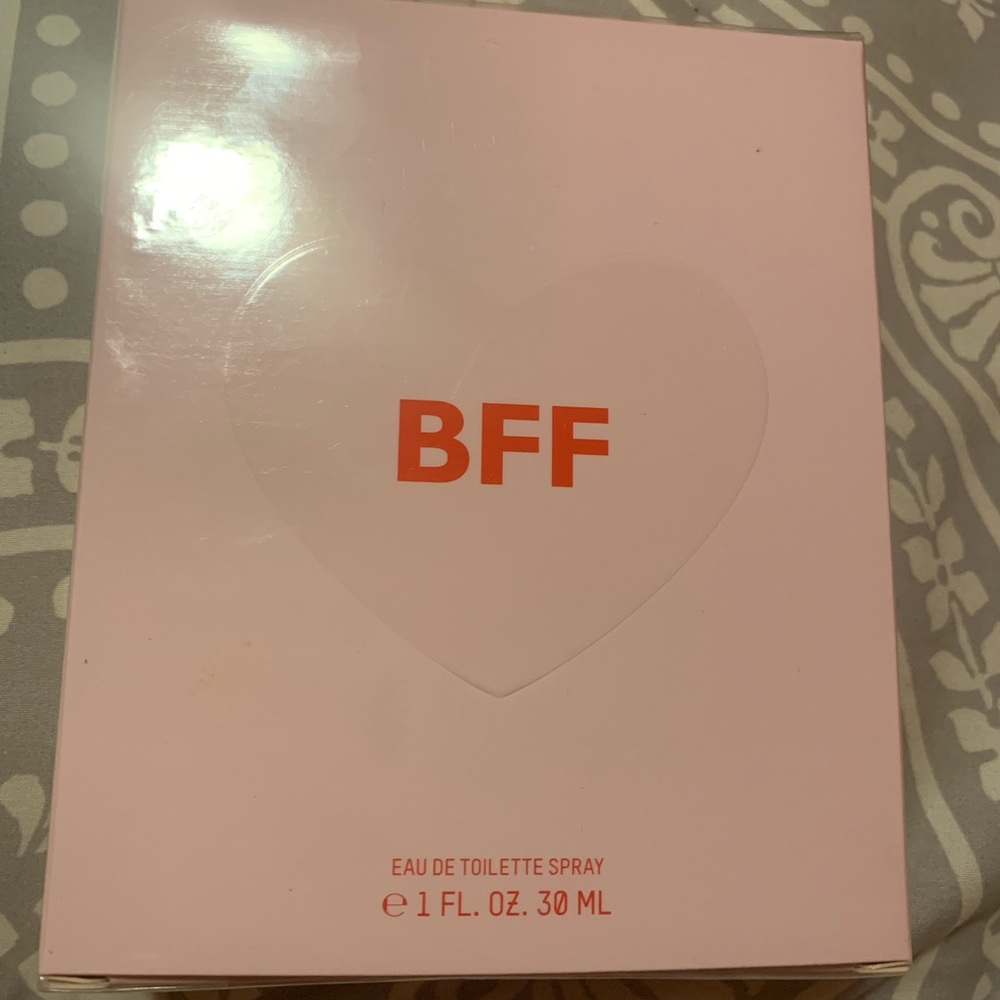 BFF
EAU DE TOILETTE SPRAY
℮ 1 FL. OZ. 30 ML